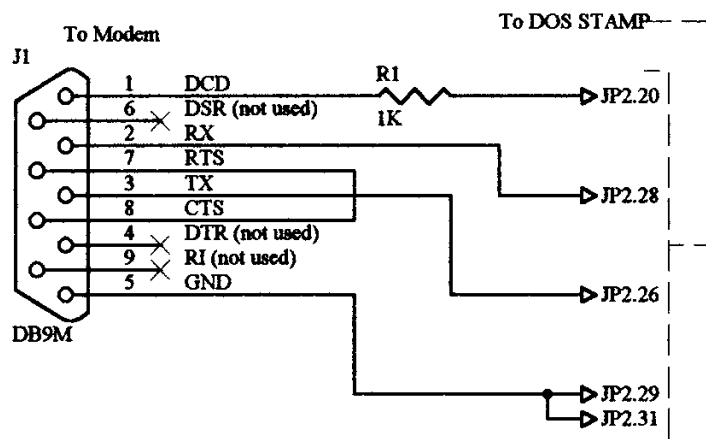 To DOS STAMP
To Modem
J1
1 DCD
R1
JP2.20
6 DSR (not used)
1K
2 RX
7 RTS
3 TX
JP2.28
8 CTS
4 DTR (not used)
9 RI (not used)
5 GND
JP2.26
DB9M
JP2.29
JP2.31